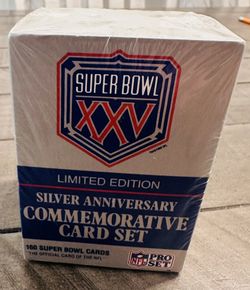 SUPER BOWL
XXV
LIMITED EDITION
SILVER ANNIVERSARY
COMMEMORATIVE
CARD SET
160 SUPER BOWL CARDS
THE OFFICIAL CARD OF THE NFL
NFL
PRO
SET